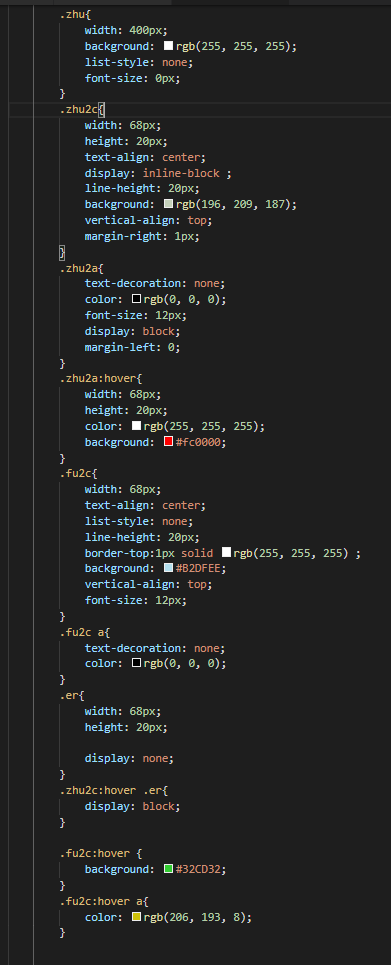 .zhu{
width: 400px;
background: rgb(255, 255, 255);
list-style: none;
font-size: 0px;
}
.zhu2c{
width: 68px;
height: 20px;
text-align: center;
display: inline-block ;
line-height: 20px;
background: rgb(196, 209, 187);
vertical-align: top;
margin-right: 1px;
}
.zhu2a{
text-decoration: none;
color: rgb(0, 0, 0);
font-size: 12px;
display: block;
margin-left: 0;
}
.zhu2a:hover{
width: 68px;
height: 20px;
color: rgb(255, 255, 255);
background: #fc0000;
}
.fu2c{
width: 68px;
text-align: center;
list-style: none;
line-height: 20px;
border-top:1px solid rgb(255, 255, 255) ;
background: #B2DFEE;
vertical-align: top;
font-size: 12px;
}
.fu2c a{
text-decoration: none;
color: rgb(0, 0, 0);
}
.er{
width: 68px;
height: 20px;
display: none;
}
.zhu2c:hover .er{
display: block;
}
.fu2c:hover {
background: #32CD32;
}
.fu2c:hover a{
color: rgb(206, 193, 8);
}